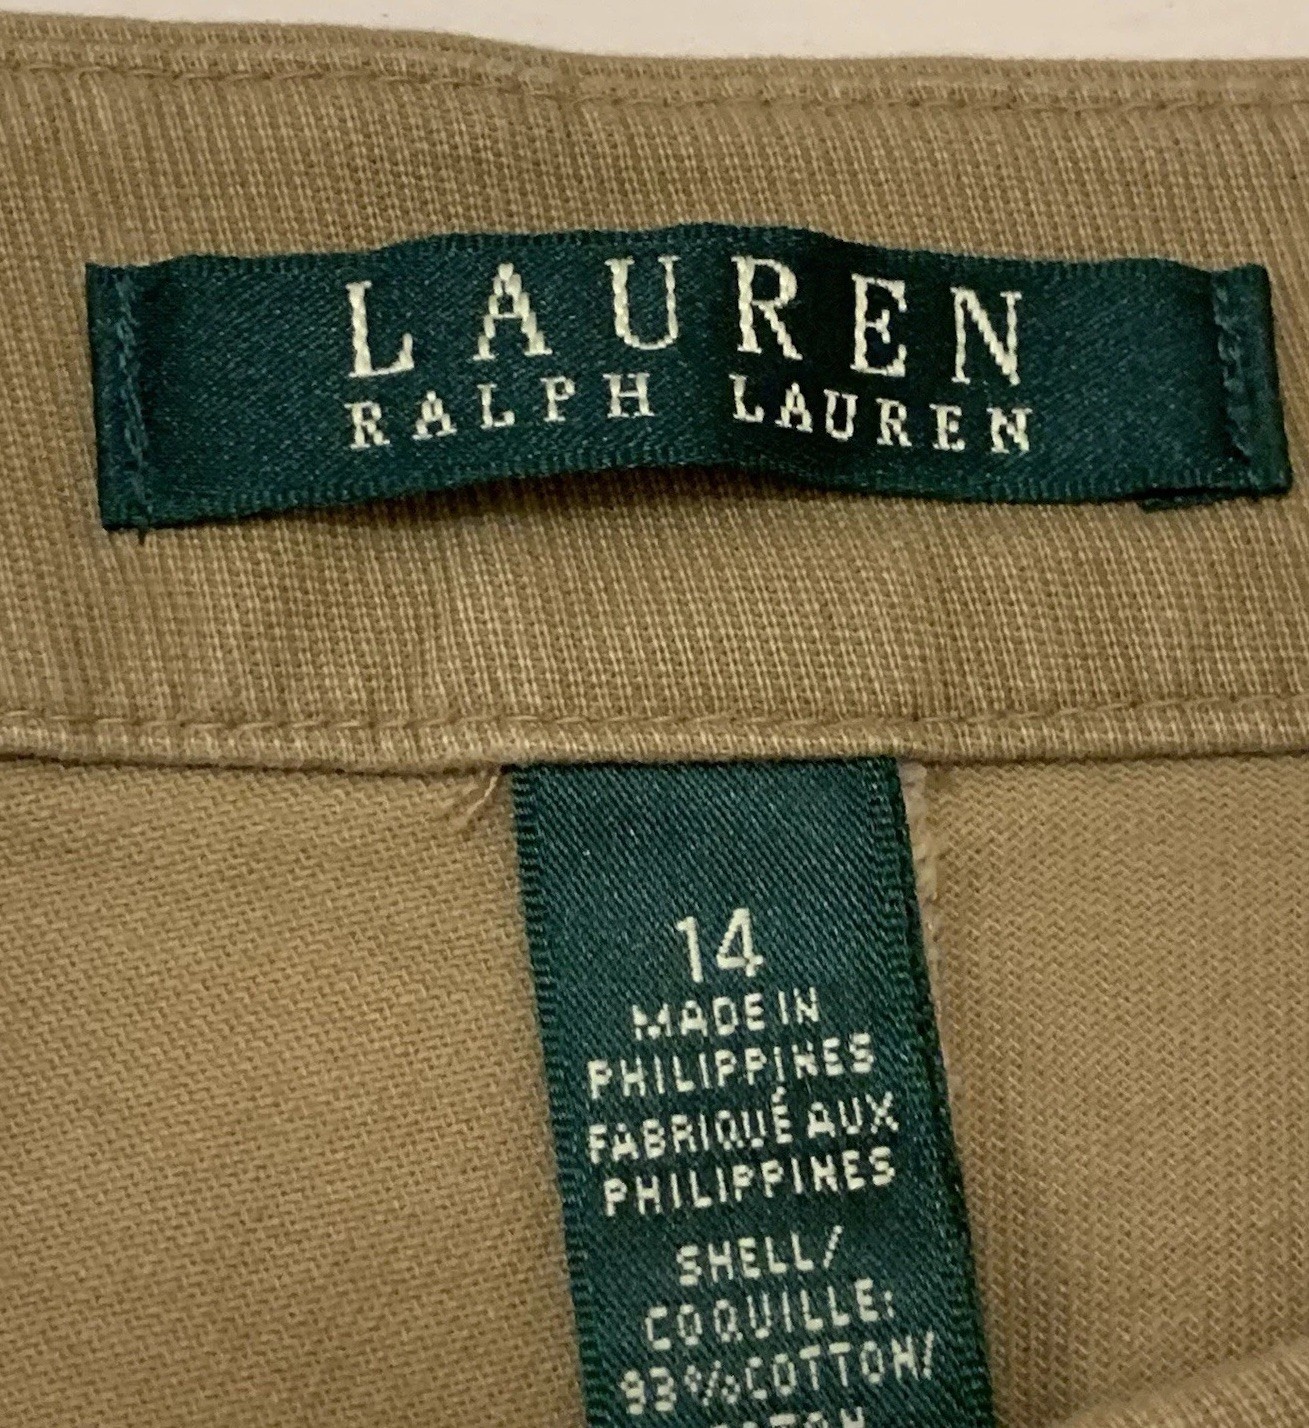 LAUREN
RALPH LAUREN
14
MADE IN
PHILIPPINES
FABRIQUÉ AUX
PHILIPPINES
SHELL/
COQUILLE:
93%COTTON/